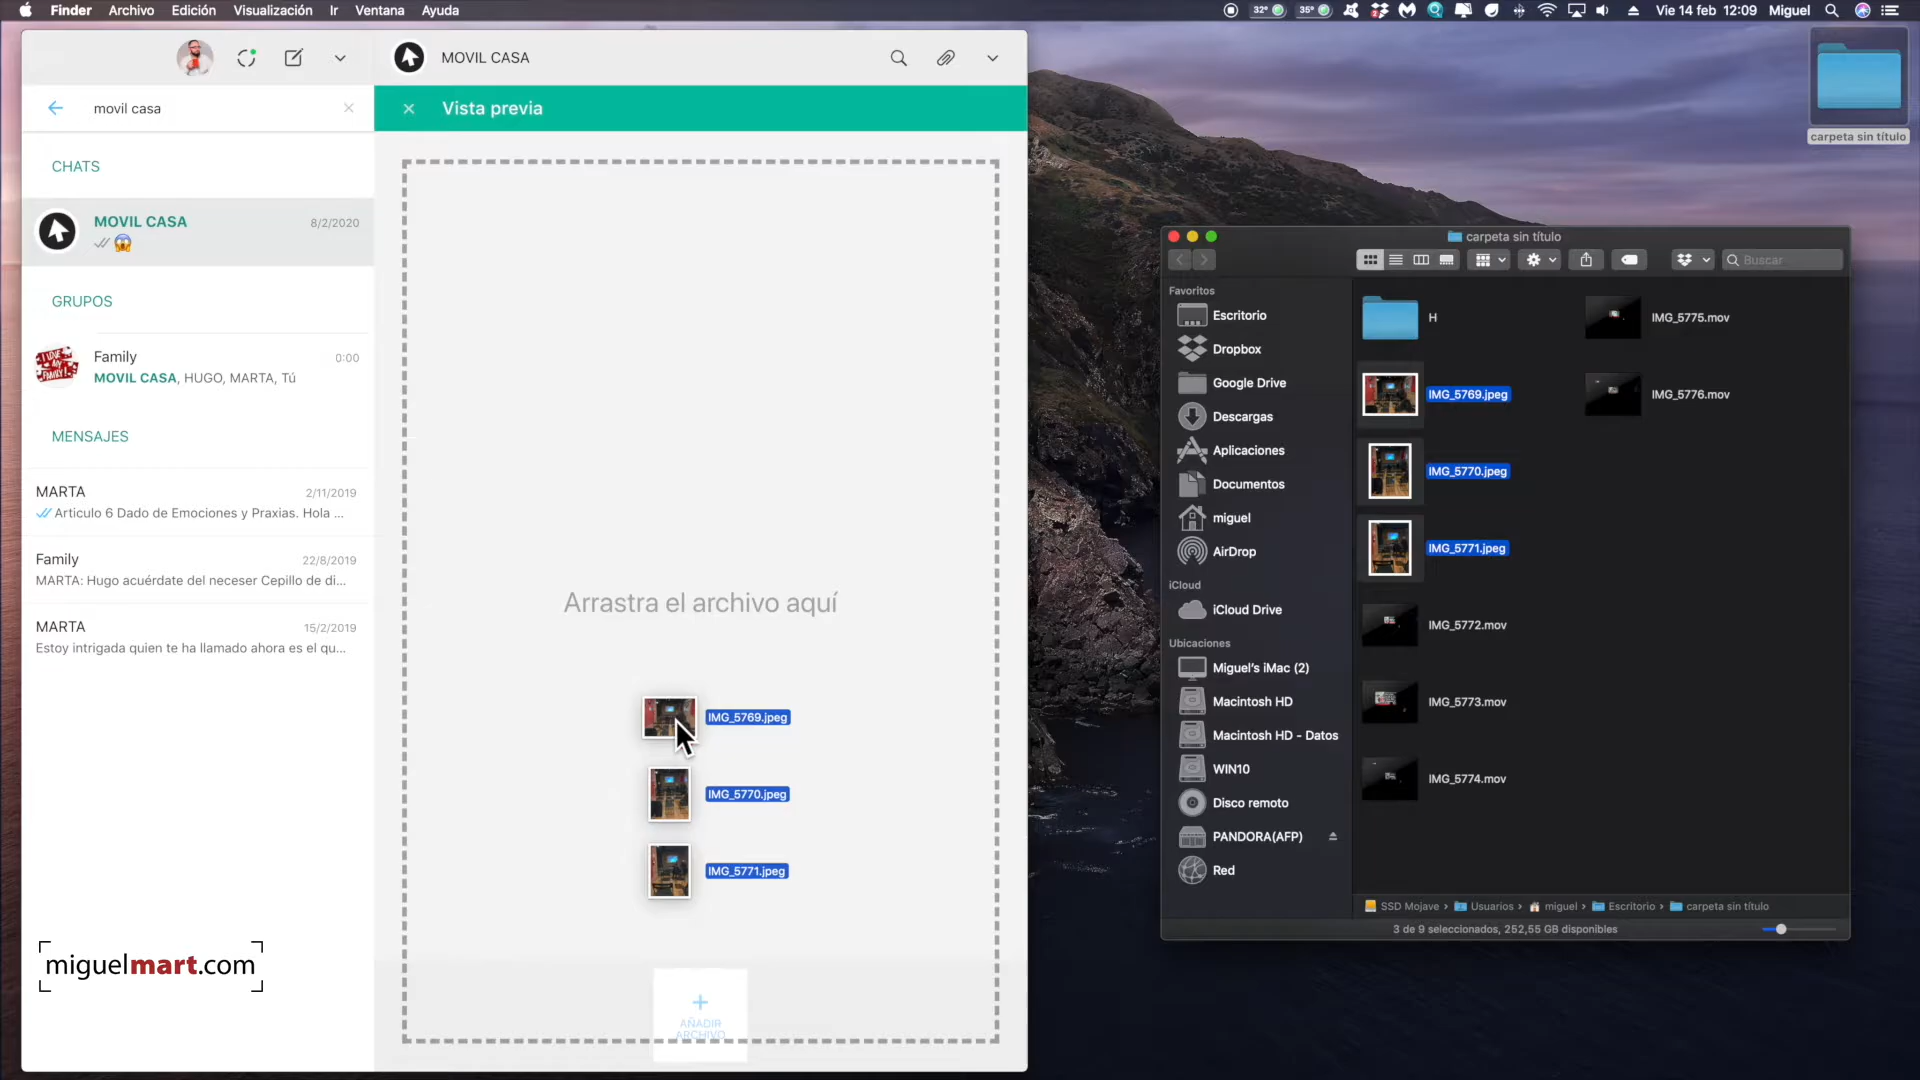 Finder Archivo Edición Visualización Ir Ventana Ayuda
32° 35° Vie 14 feb 12:09 Miguel
MOVIL CASA
movil casa
Vista previa
CHATS
MOVIL CASA 8/2/2020
GRUPOS
Family 0:00
MOVIL CASA, HUGO, MARTA, Tú
MENSAJES
MARTA 2/11/2019
Articulo 6 Dado de Emociones y Praxias. Hola ...
Family 22/8/2019
MARTA: Hugo acuérdate del neceser Cepillo de di...
MARTA 15/2/2019
Estoy intrigada quien te ha llamado ahora es el qu...
miguelmart.com
Arrastra el archivo aquí
IMG_5769.jpeg
IMG_5770.jpeg
IMG_5771.jpeg
AÑADIR
ARCHIVO
carpeta sin título
carpeta sin título
Buscar
Favoritos
Escritorio
Dropbox
Google Drive
Descargas
Aplicaciones
Documentos
miguel
AirDrop
iCloud
iCloud Drive
Ubicaciones
Miguel's iMac (2)
Macintosh HD
Macintosh HD - Datos
WIN10
Disco remoto
PANDORA(AFP)
Red
H
IMG_5769.jpeg
IMG_5770.jpeg
IMG_5771.jpeg
IMG_5772.mov
IMG_5773.mov
IMG_5774.mov
IMG_5775.mov
IMG_5776.mov
SSD Mojave › Usuarios › miguel › Escritorio › carpeta sin título
3 de 9 seleccionados, 252,55 GB disponibles